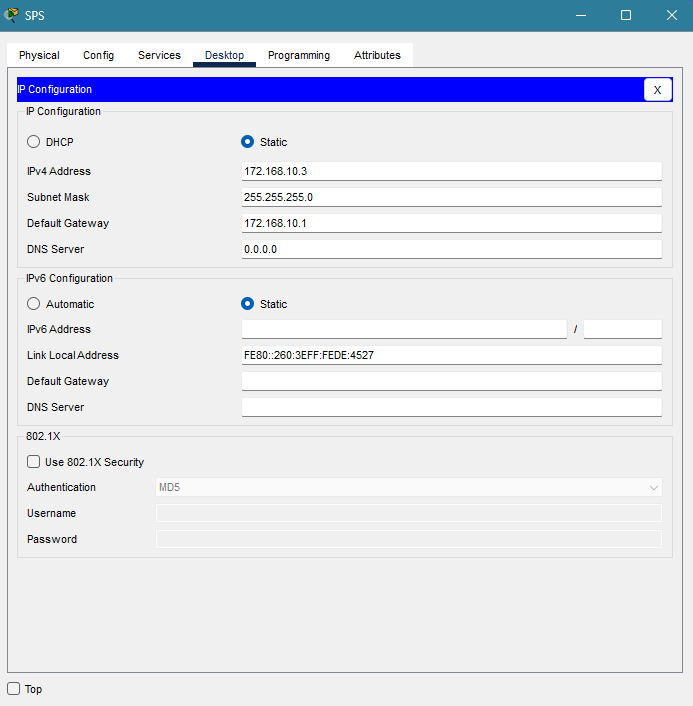 SPS
Physical Config Services Desktop Programming Attributes
IP Configuration X
IP Configuration
DHCP Static
IPv4 Address 172.168.10.3
Subnet Mask 255.255.255.0
Default Gateway 172.168.10.1
DNS Server 0.0.0.0
IPv6 Configuration
Automatic Static
IPv6 Address /
Link Local Address FE80::260:3EFF:FEDE:4527
Default Gateway
DNS Server
802.1X
Use 802.1X Security
Authentication MD5
Username
Password
Top